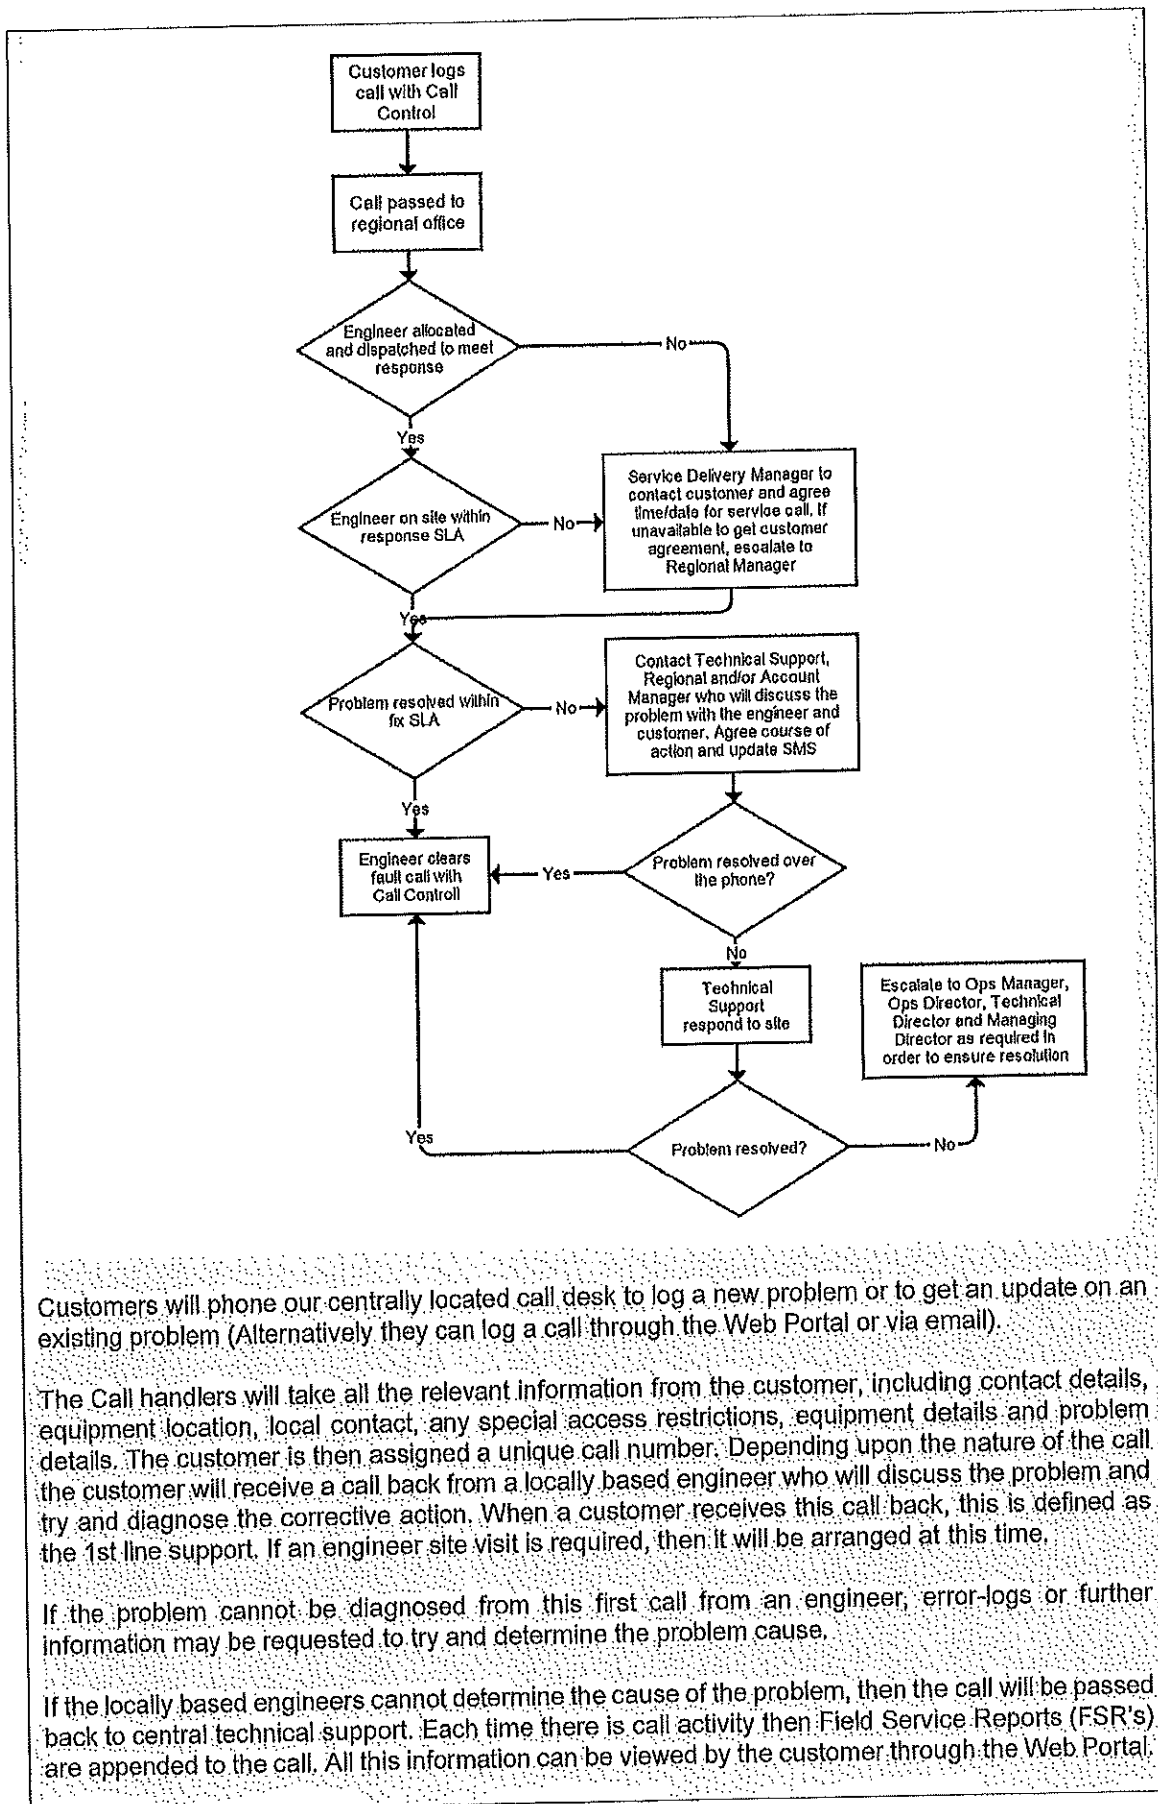 Customer logs
call with Call
Control
Call passed to
regional office
Engineer allocated
and dispatched to meet
response
No
Yes
Engineer on site within
response SLA
No
Service Delivery Manager to
contact customer and agree
time/date for service call. If
unavailable to get customer
agreement, escalate to
Regional Manager
Yes
Problem resolved within
fix SLA
No
Contact Technical Support,
Regional and/or Account
Manager who will discuss the
problem with the engineer and
customer. Agree course of
action and update SMS
Yes
Engineer clears
fault call with
Call Controll
Yes
Problem resolved over
the phone?
No
Technical
Support
respond to site
Escalate to Ops Manager,
Ops Director, Technical
Director and Managing
Director as required in
order to ensure resolution
Yes
Problem resolved?
No
Customers will phone our centrally located call desk to log a new problem or to get an update on an
existing problem (Alternatively they can log a call through the Web Portal or via email).
The Call handlers will take all the relevant information from the customer, including contact details,
equipment location, local contact, any special access restrictions, equipment details and problem
details. The customer is then assigned a unique call number. Depending upon the nature of the call
the customer will receive a call back from a locally based engineer who will discuss the problem and
try and diagnose the corrective action. When a customer receives this call back, this is defined as
the 1st line support. If an engineer site visit is required, then it will be arranged at this time.
If the problem cannot be diagnosed from this first call from an engineer, error-logs or further
information may be requested to try and determine the problem cause.
If the locally based engineers cannot determine the cause of the problem, then the call will be passed
back to central technical support. Each time there is call activity then Field Service Reports (FSR's)
are appended to the call. All this information can be viewed by the customer through the Web Portal.